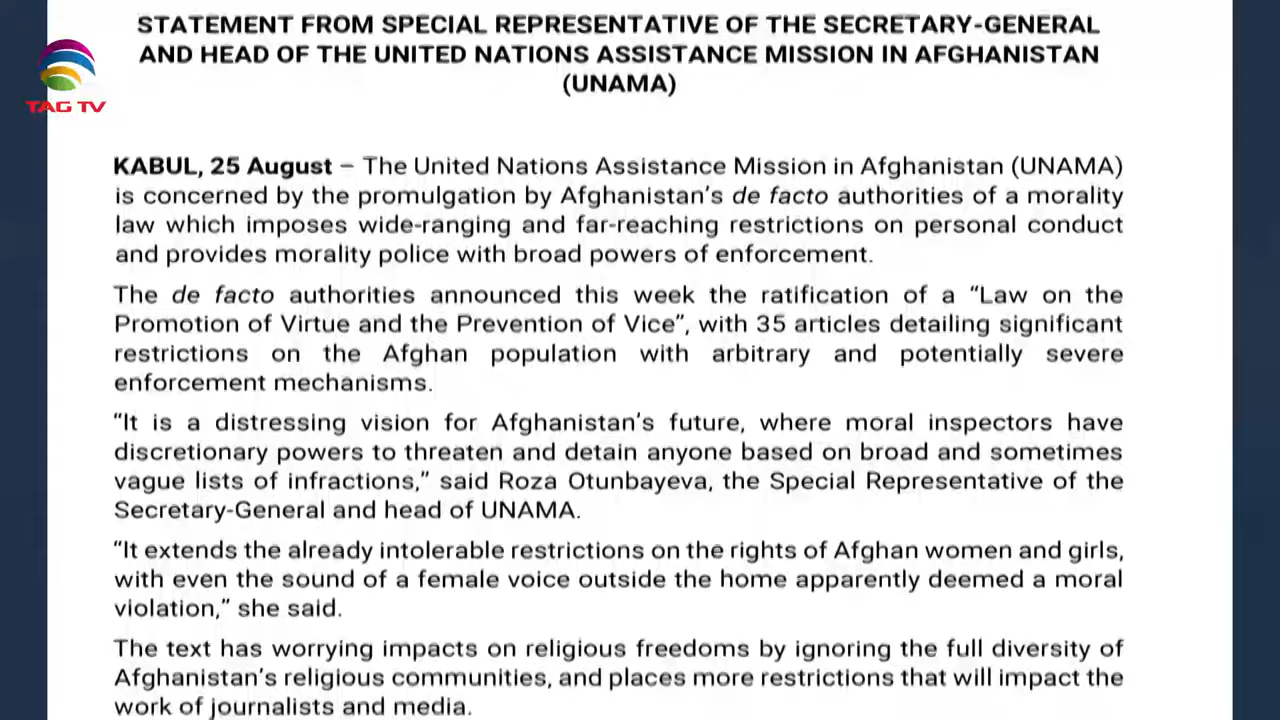 STATEMENT FROM SPECIAL REPRESENTATIVE OF THE SECRETARY-GENERAL
AND HEAD OF THE UNITED NATIONS ASSISTANCE MISSION IN AFGHANISTAN
(UNAMA)
TAG TV
KABUL, 25 August – The United Nations Assistance Mission in Afghanistan (UNAMA)
is concerned by the promulgation by Afghanistan's de facto authorities of a morality
law which imposes wide-ranging and far-reaching restrictions on personal conduct
and provides morality police with broad powers of enforcement.
The de facto authorities announced this week the ratification of a “Law on the
Promotion of Virtue and the Prevention of Vice”, with 35 articles detailing significant
restrictions on the Afghan population with arbitrary and potentially severe
enforcement mechanisms.
“It is a distressing vision for Afghanistan's future, where moral inspectors have
discretionary powers to threaten and detain anyone based on broad and sometimes
vague lists of infractions,” said Roza Otunbayeva, the Special Representative of the
Secretary-General and head of UNAMA.
“It extends the already intolerable restrictions on the rights of Afghan women and girls,
with even the sound of a female voice outside the home apparently deemed a moral
violation,” she said.
The text has worrying impacts on religious freedoms by ignoring the full diversity of
Afghanistan's religious communities, and places more restrictions that will impact the
work of journalists and media.